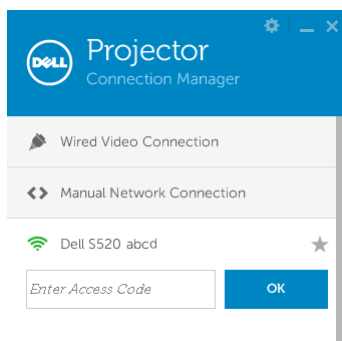 DELL
Projector
Connection Manager
Wired Video Connection
Manual Network Connection
Dell S520 abcd
Enter Access Code
OK